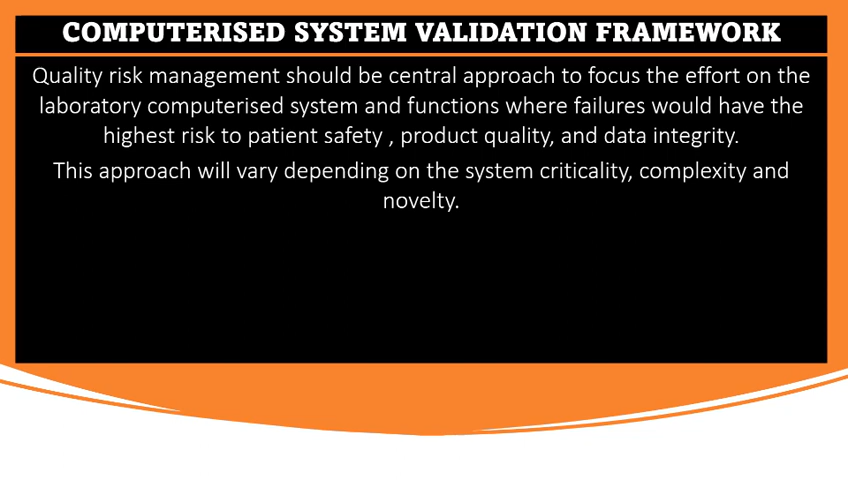 COMPUTERISED SYSTEM VALIDATION FRAMEWORK
Quality risk management should be central approach to focus the effort on the
laboratory computerised system and functions where failures would have the
highest risk to patient safety , product quality, and data integrity.
This approach will vary depending on the system criticality, complexity and
novelty.